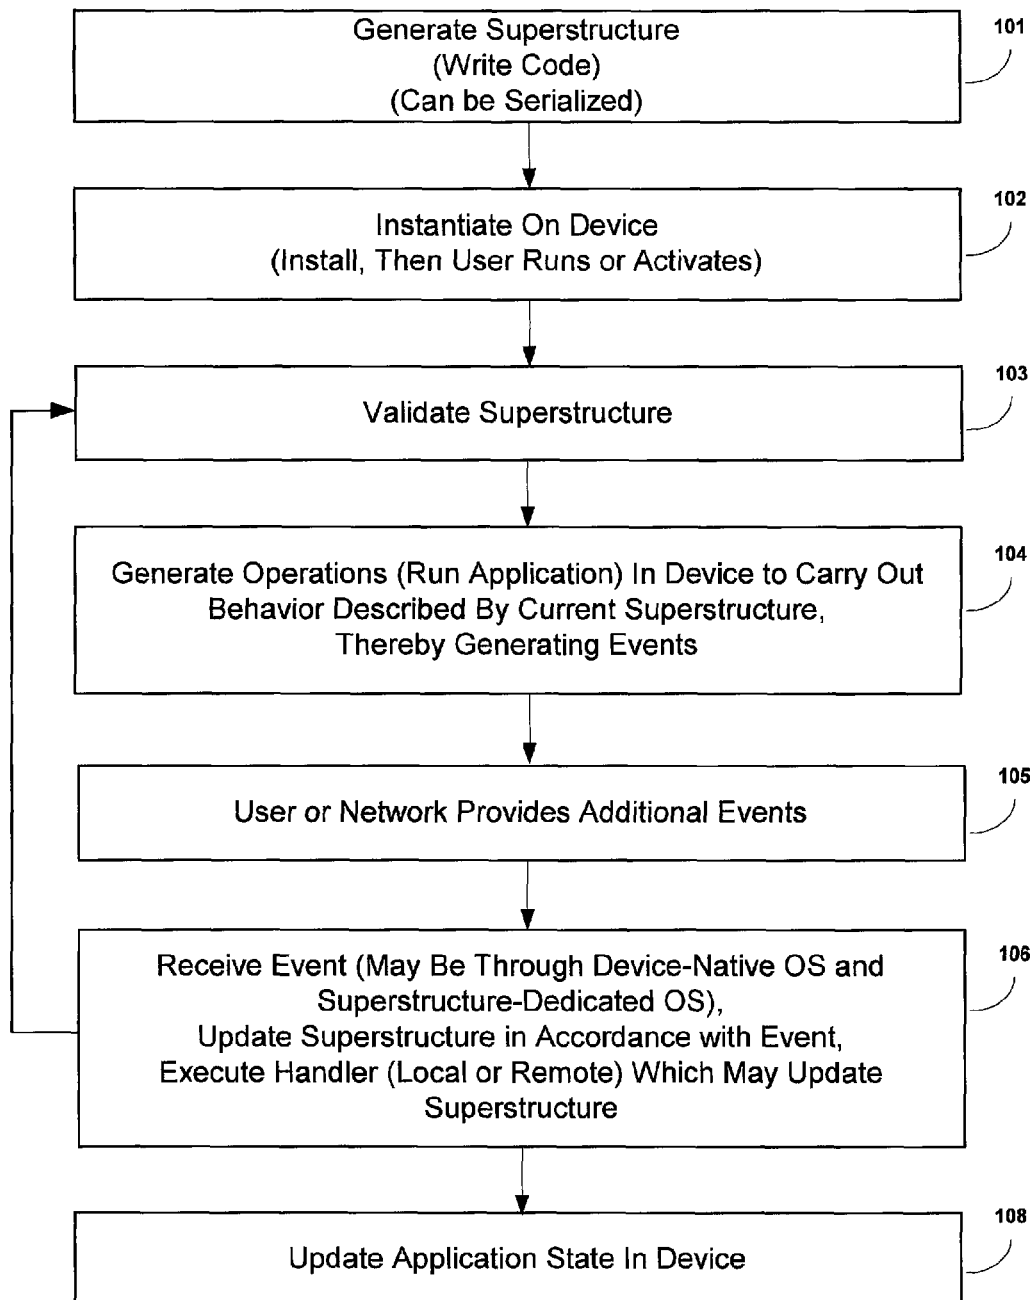 Generate Superstructure
(Write Code)
(Can be Serialized)
101
Instantiate On Device
(Install, Then User Runs or Activates)
102
Validate Superstructure
103
Generate Operations (Run Application) In Device to Carry Out
Behavior Described By Current Superstructure,
Thereby Generating Events
104
User or Network Provides Additional Events
105
Receive Event (May Be Through Device-Native OS and
Superstructure-Dedicated OS),
Update Superstructure in Accordance with Event,
Execute Handler (Local or Remote) Which May Update
Superstructure
106
Update Application State In Device
108